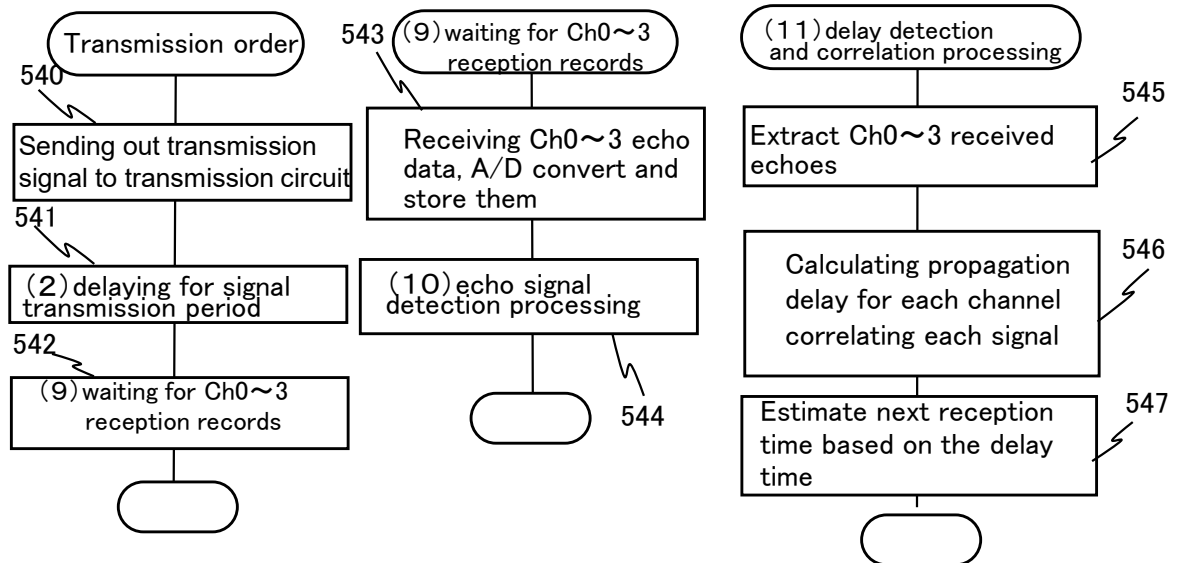 Transmission order
540
Sending out transmission
signal to transmission circuit
541
(2)delaying for signal
transmission period
542
(9)waiting for Ch0~3
reception records
543
(9)waiting for Ch0~3
reception records
Receiving Ch0~3 echo
data, A/D convert and
store them
(10)echo signal
detection processing
544
(11)delay detection
and correlation processing
545
Extract Ch0~3 received
echoes
546
Calculating propagation
delay for each channel
correlating each signal
547
Estimate next reception
time based on the delay
time